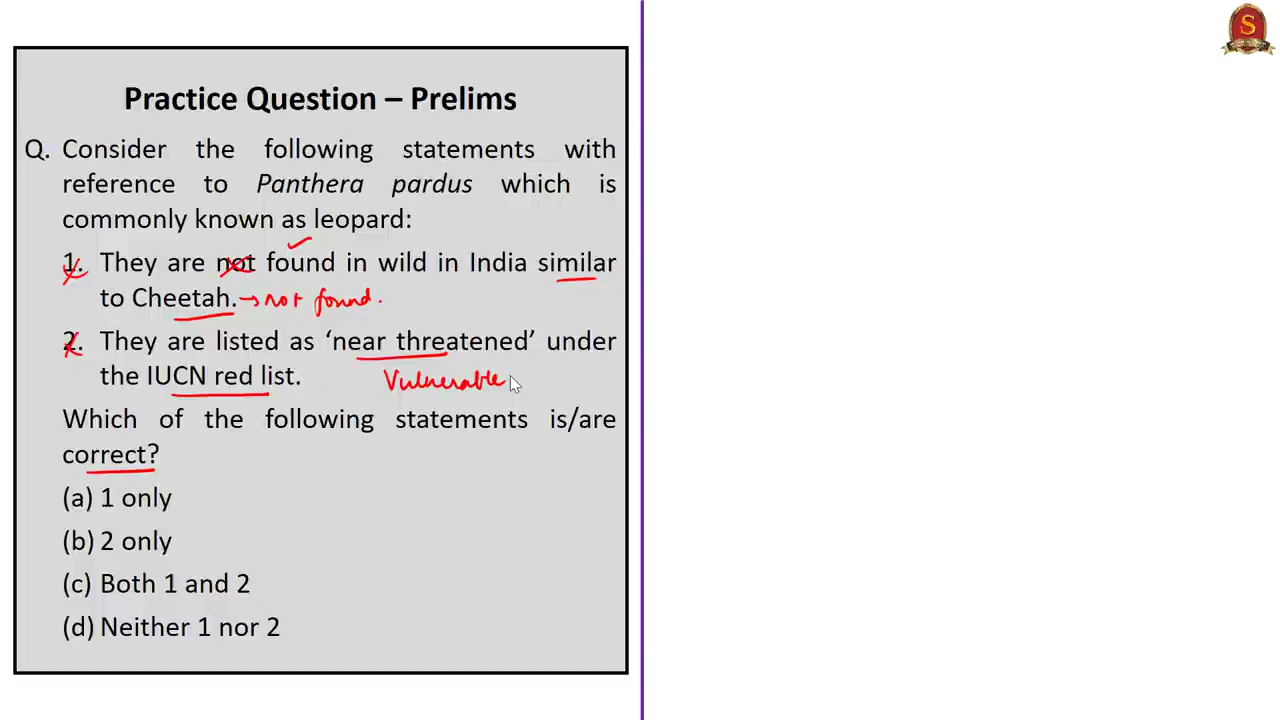 Practice Question – Prelims
Q. Consider the following statements with
reference to Panthera pardus which is
commonly known as leopard:
1. They are not found in wild in India similar
to Cheetah. → not found.
2. They are listed as ‘near threatened’ under
the IUCN red list. Vulnerable
Which of the following statements is/are
correct?
(a) 1 only
(b) 2 only
(c) Both 1 and 2
(d) Neither 1 nor 2
S